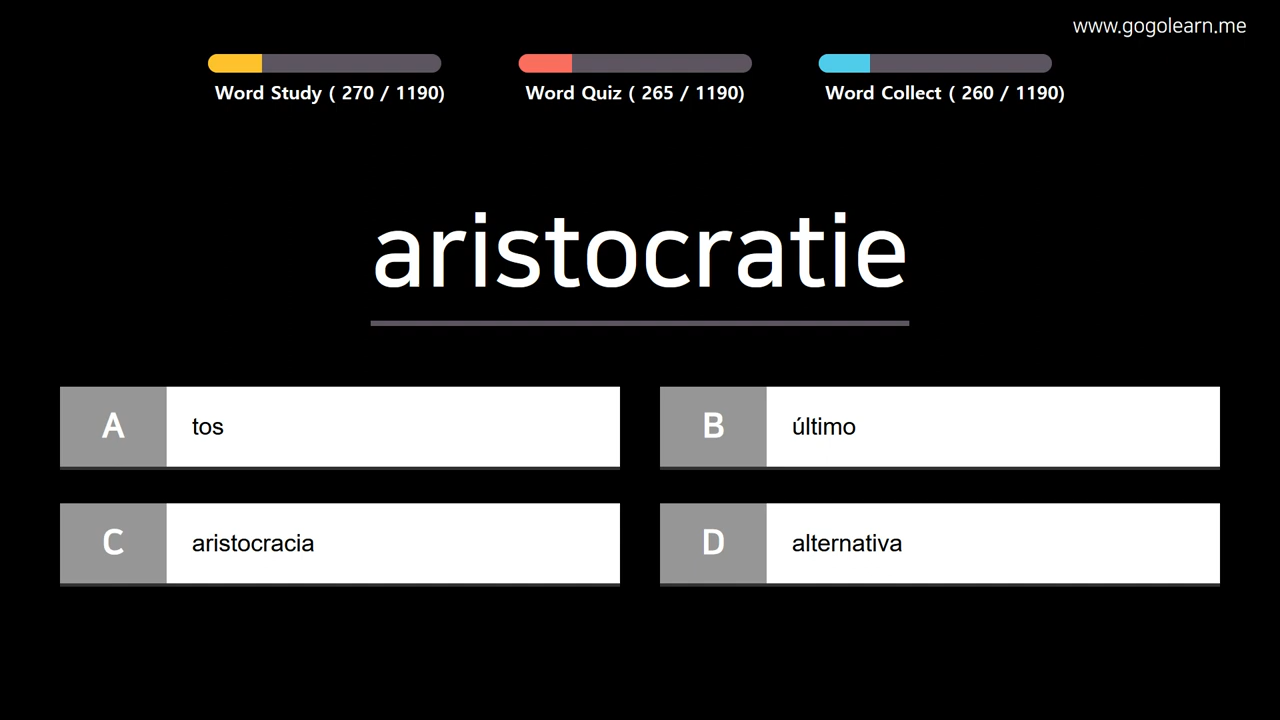 www.gogolearn.me
Word Study ( 270 / 1190)
Word Quiz ( 265 / 1190)
Word Collect ( 260 / 1190)
aristocratie
A tos
B último
C aristocracia
D alternativa